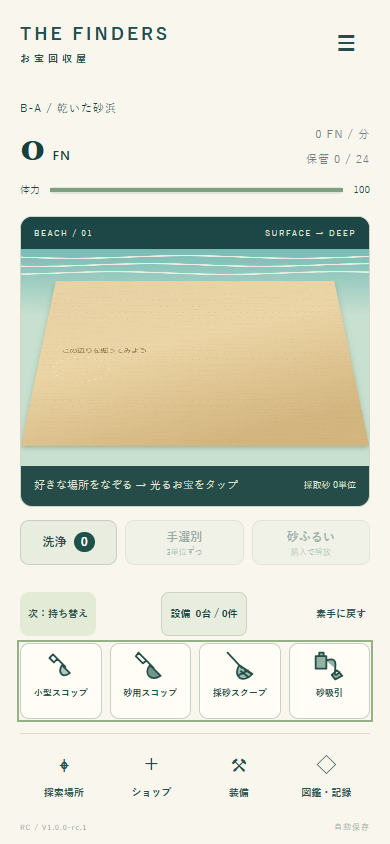 THE FINDERS
お宝回収屋
B-A / 乾いた砂浜
0 FN
0 FN / 分
保管 0 / 24
体力 100
BEACH / 01 SURFACE — DEEP
この辺りを掘ってみよう
好きな場所をなぞる → 光るお宝をタップ 採取砂 0単位
洗浄 0
手選別
3単位ずつ
砂ふるい
購入で解放
次：持ち替え 設備 0台 / 0件 素手に戻す
小型スコップ 砂用スコップ 採砂スクープ 砂吸引
探索場所 ショップ 装備 図鑑・記録
RC / V1.0.0-rc.1 自動保存